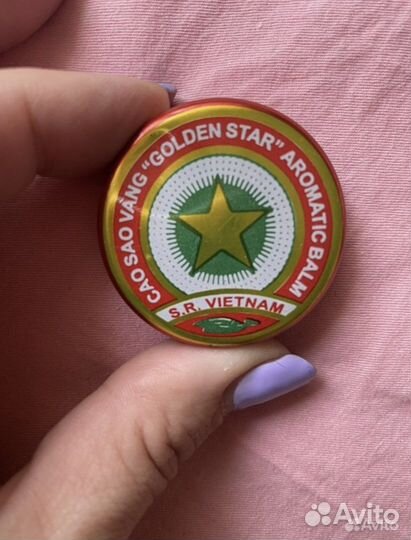 CAO SAO VÀNG "GOLDEN STAR" AROMATIC BALM
S.R. VIETNAM
Avito